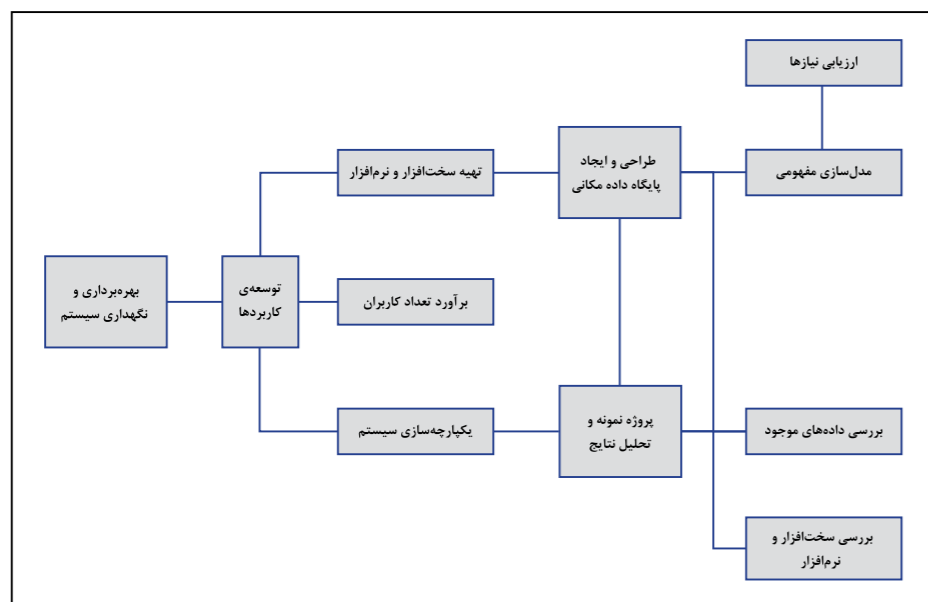 ارزیابی نیازها
مدل‌سازی مفهومی
طراحی و ایجاد
پایگاه داده مکانی
تهیه سخت‌افزار و نرم‌افزار
توسعه‌ی
کاربردها
بهره‌برداری و
نگهداری سیستم
برآورد تعداد کاربران
بررسی داده‌های موجود
پروژه نمونه و
تحلیل نتایج
یکپارچه‌سازی سیستم
بررسی سخت‌افزار و
نرم‌افزار